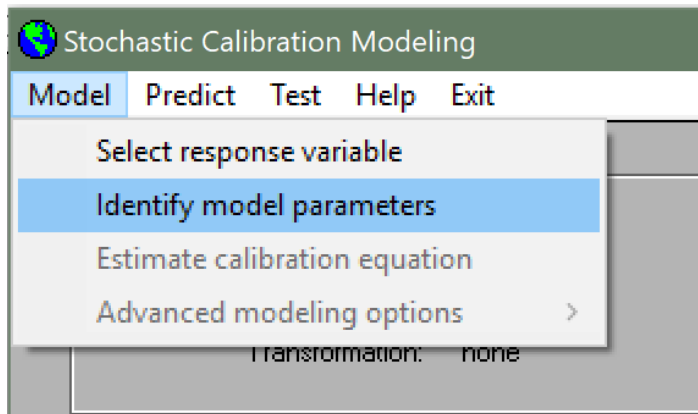 Stochastic Calibration Modeling
Model Predict Test Help Exit
Select response variable
Identify model parameters
Estimate calibration equation
Advanced modeling options >
Transformation: none